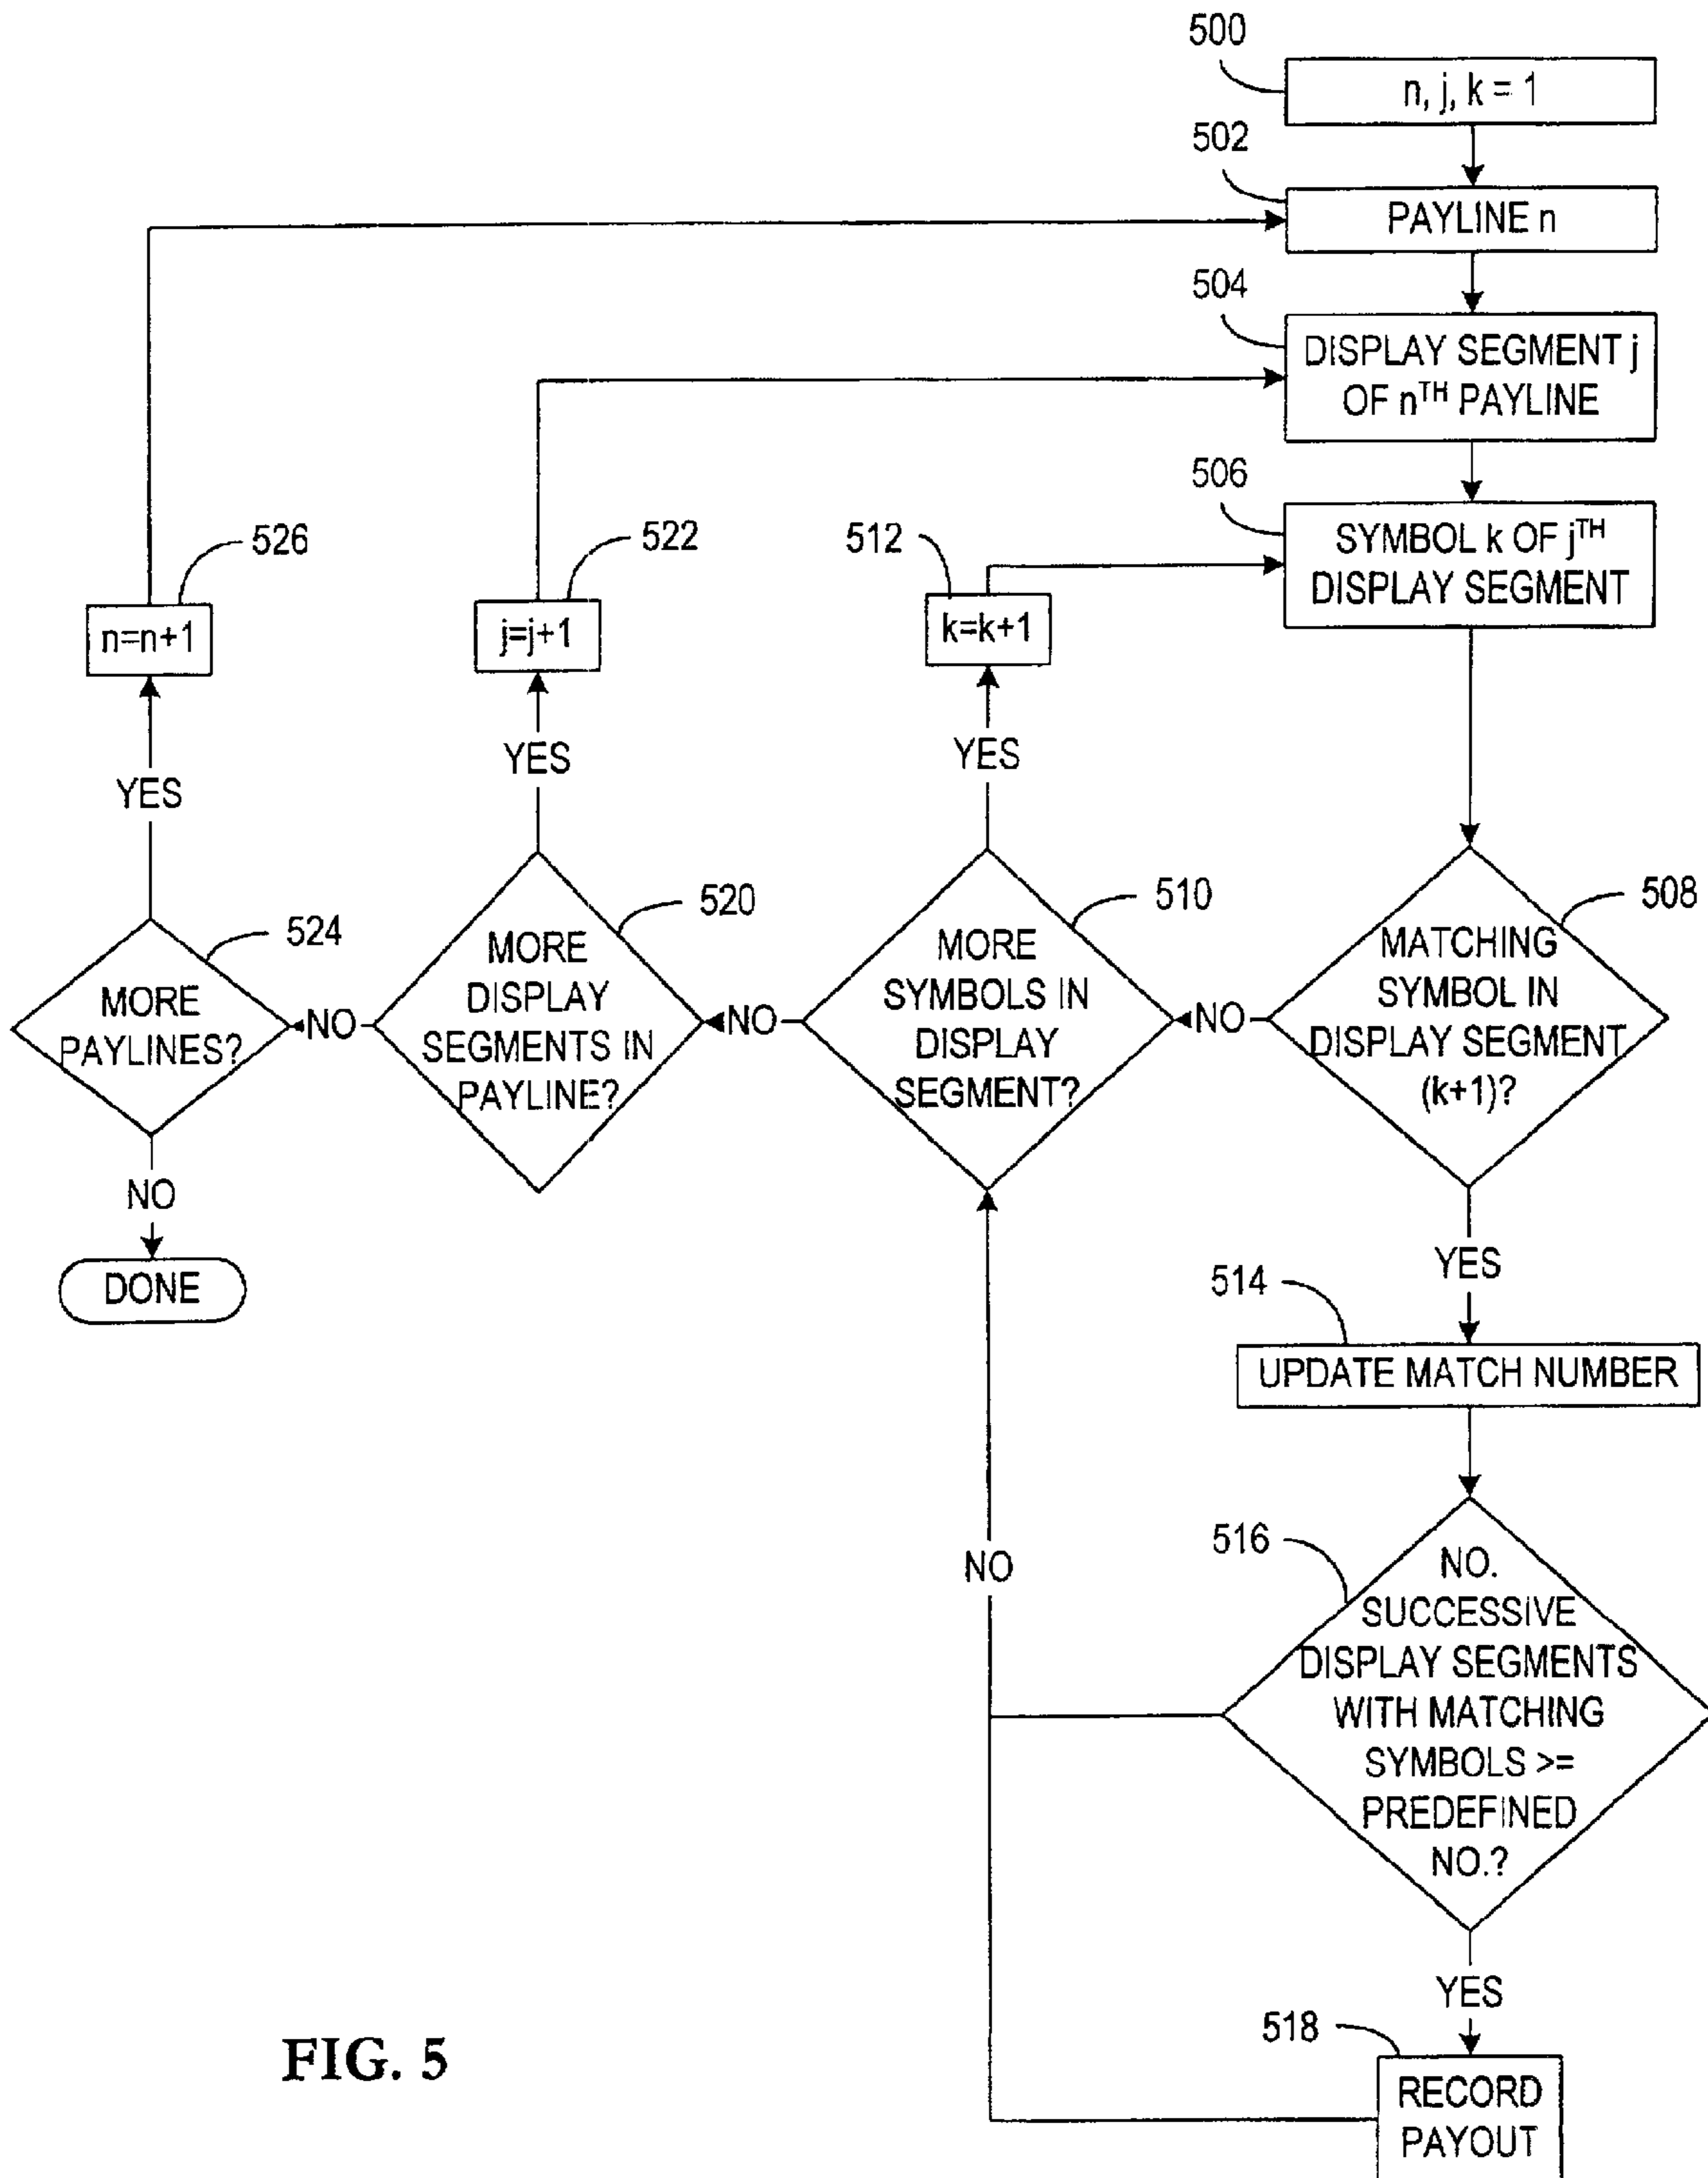 500
n, j, k = 1
502
PAYLINE n
504
DISPLAY SEGMENT j
OF nTH PAYLINE
506
SYMBOL k OF jTH
DISPLAY SEGMENT
526
n=n+1
522
j=j+1
512
k=k+1
YES
YES
YES
524
MORE
PAYLINES?
NO
520
MORE
DISPLAY
SEGMENTS IN
PAYLINE?
NO
510
MORE
SYMBOLS IN
DISPLAY
SEGMENT?
NO
508
MATCHING
SYMBOL IN
DISPLAY SEGMENT
(k+1)?
NO
DONE
YES
514
UPDATE MATCH NUMBER
516
NO.
SUCCESSIVE
DISPLAY SEGMENTS
WITH MATCHING
SYMBOLS >=
PREDEFINED
NO.?
NO
YES
518
RECORD
PAYOUT
FIG. 5